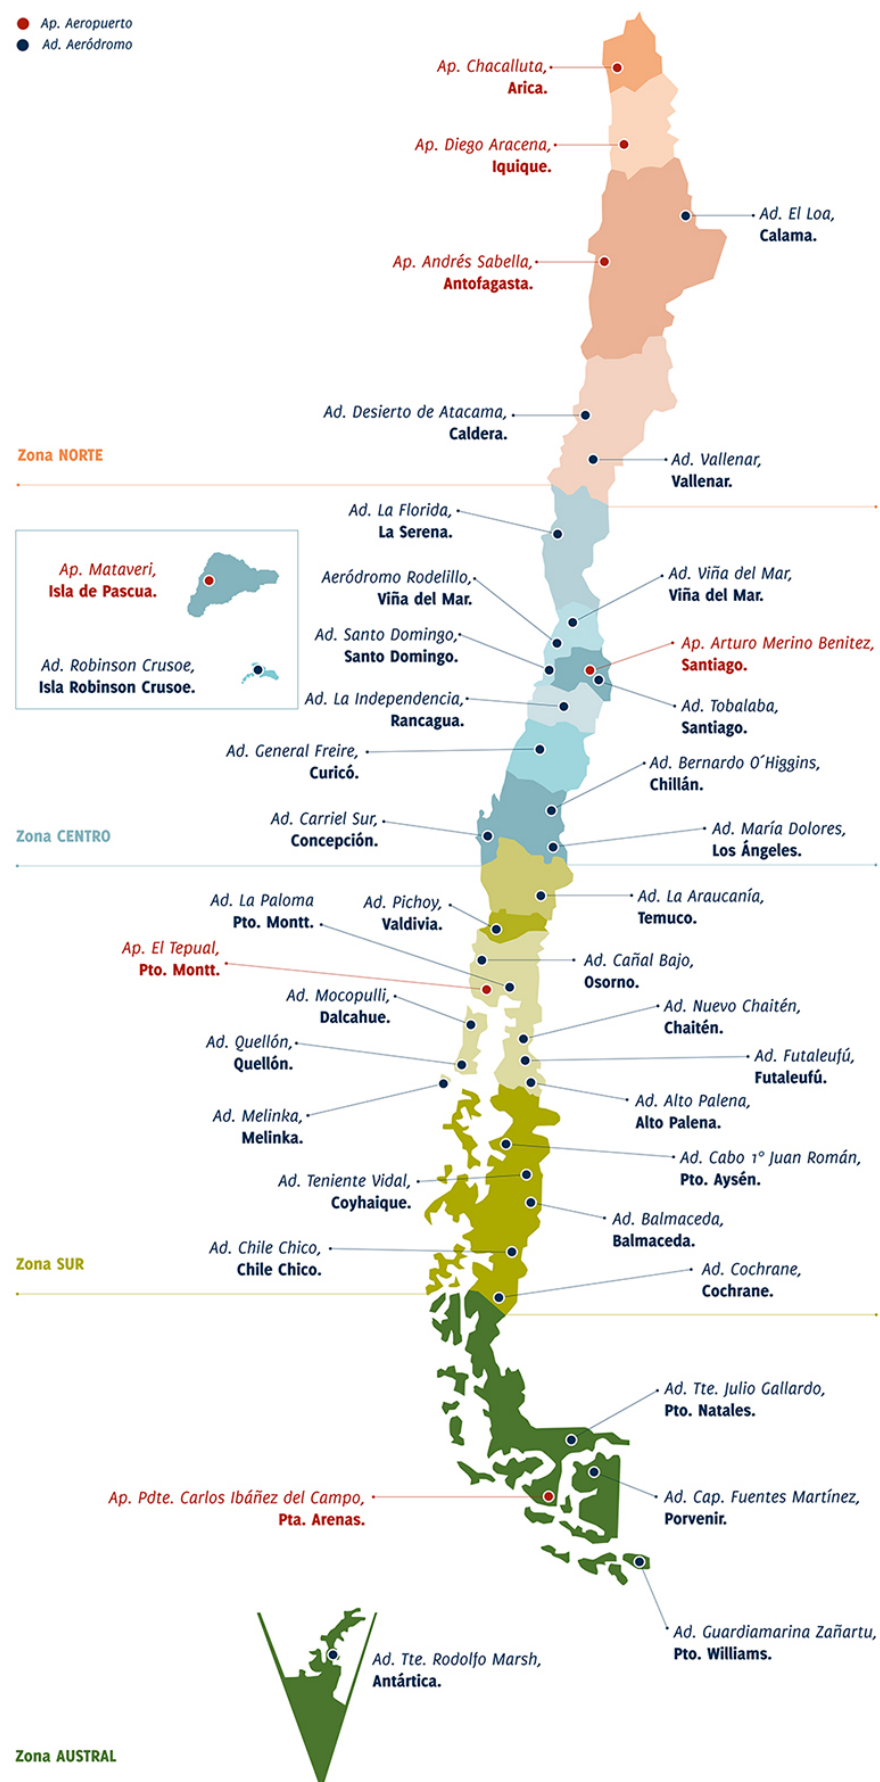 Ap. Aeropuerto
Ad. Aeródromo
Ap. Chacalluta,
Arica.
Ap. Diego Aracena,
Iquique.
Ad. El Loa,
Calama.
Ap. Andrés Sabella,
Antofagasta.
Ad. Desierto de Atacama,
Caldera.
Zona NORTE
Ad. Vallenar,
Vallenar.
Ad. La Florida,
La Serena.
Ap. Mataveri,
Isla de Pascua.
Aeródromo Rodelillo,
Viña del Mar.
Ad. Viña del Mar,
Viña del Mar.
Ad. Santo Domingo,
Santo Domingo.
Ap. Arturo Merino Benitez,
Santiago.
Ad. Robinson Crusoe,
Isla Robinson Crusoe.
Ad. La Independencia,
Rancagua.
Ad. Tobalaba,
Santiago.
Ad. General Freire,
Curicó.
Ad. Bernardo O´Higgins,
Chillán.
Ad. Carriel Sur,
Concepción.
Zona CENTRO
Ad. María Dolores,
Los Ángeles.
Ad. La Paloma
Pto. Montt.
Ad. Pichoy,
Valdivia.
Ad. La Araucanía,
Temuco.
Ap. El Tepual,
Pto. Montt.
Ad. Cañal Bajo,
Osorno.
Ad. Mocopulli,
Dalcahue.
Ad. Nuevo Chaitén,
Chaitén.
Ad. Quellón,
Quellón.
Ad. Futaleufú,
Futaleufú.
Ad. Melinka,
Melinka.
Ad. Alto Palena,
Alto Palena.
Ad. Cabo 1° Juan Román,
Pto. Aysén.
Ad. Teniente Vidal,
Coyhaique.
Ad. Balmaceda,
Balmaceda.
Ad. Chile Chico,
Chile Chico.
Zona SUR
Ad. Cochrane,
Cochrane.
Ad. Tte. Julio Gallardo,
Pto. Natales.
Ap. Pdte. Carlos Ibáñez del Campo,
Pta. Arenas.
Ad. Cap. Fuentes Martínez,
Porvenir.
Ad. Guardiamarina Zañartu,
Pto. Williams.
Ad. Tte. Rodolfo Marsh,
Antártica.
Zona AUSTRAL